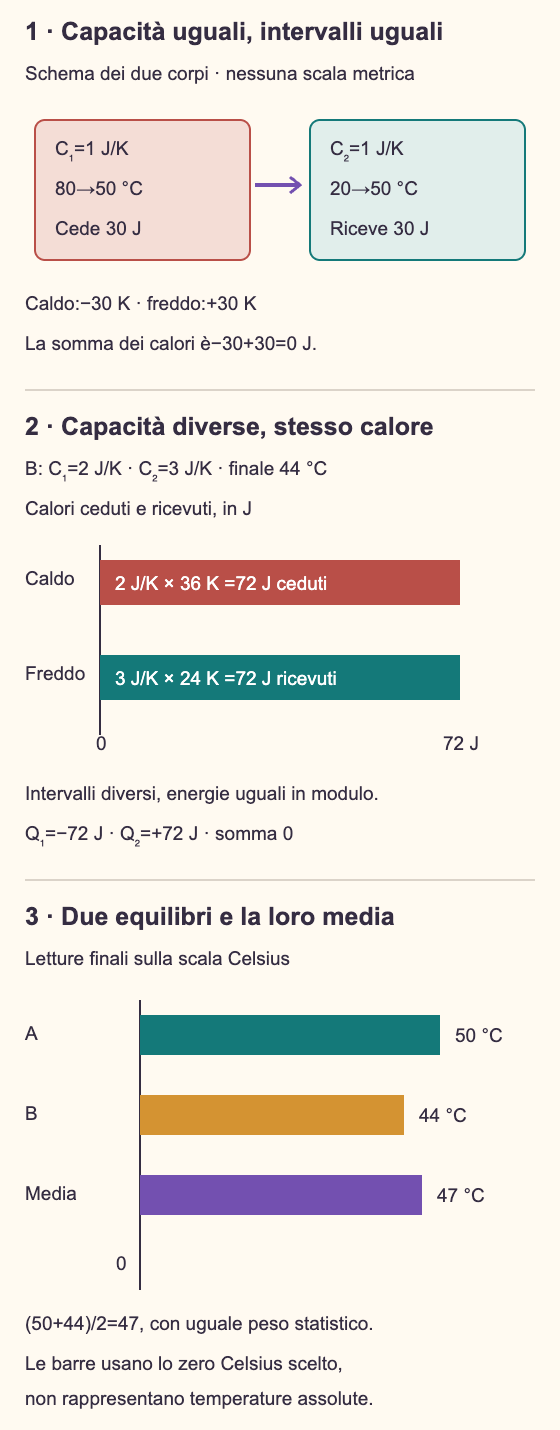 1 · Capacità uguali, intervalli uguali
Schema dei due corpi · nessuna scala metrica
C₁=1 J/K
80→50 °C
Cede 30 J
C₂=1 J/K
20→50 °C
Riceve 30 J
Caldo:−30 K · freddo:+30 K
La somma dei calori è−30+30=0 J.
2 · Capacità diverse, stesso calore
B: C₁=2 J/K · C₂=3 J/K · finale 44 °C
Calori ceduti e ricevuti, in J
Caldo
2 J/K × 36 K =72 J ceduti
Freddo
3 J/K × 24 K =72 J ricevuti
0
72 J
Intervalli diversi, energie uguali in modulo.
Q₁=−72 J · Q₂=+72 J · somma 0
3 · Due equilibri e la loro media
Letture finali sulla scala Celsius
A
50 °C
B
44 °C
Media
47 °C
0
(50+44)/2=47, con uguale peso statistico.
Le barre usano lo zero Celsius scelto,
non rappresentano temperature assolute.